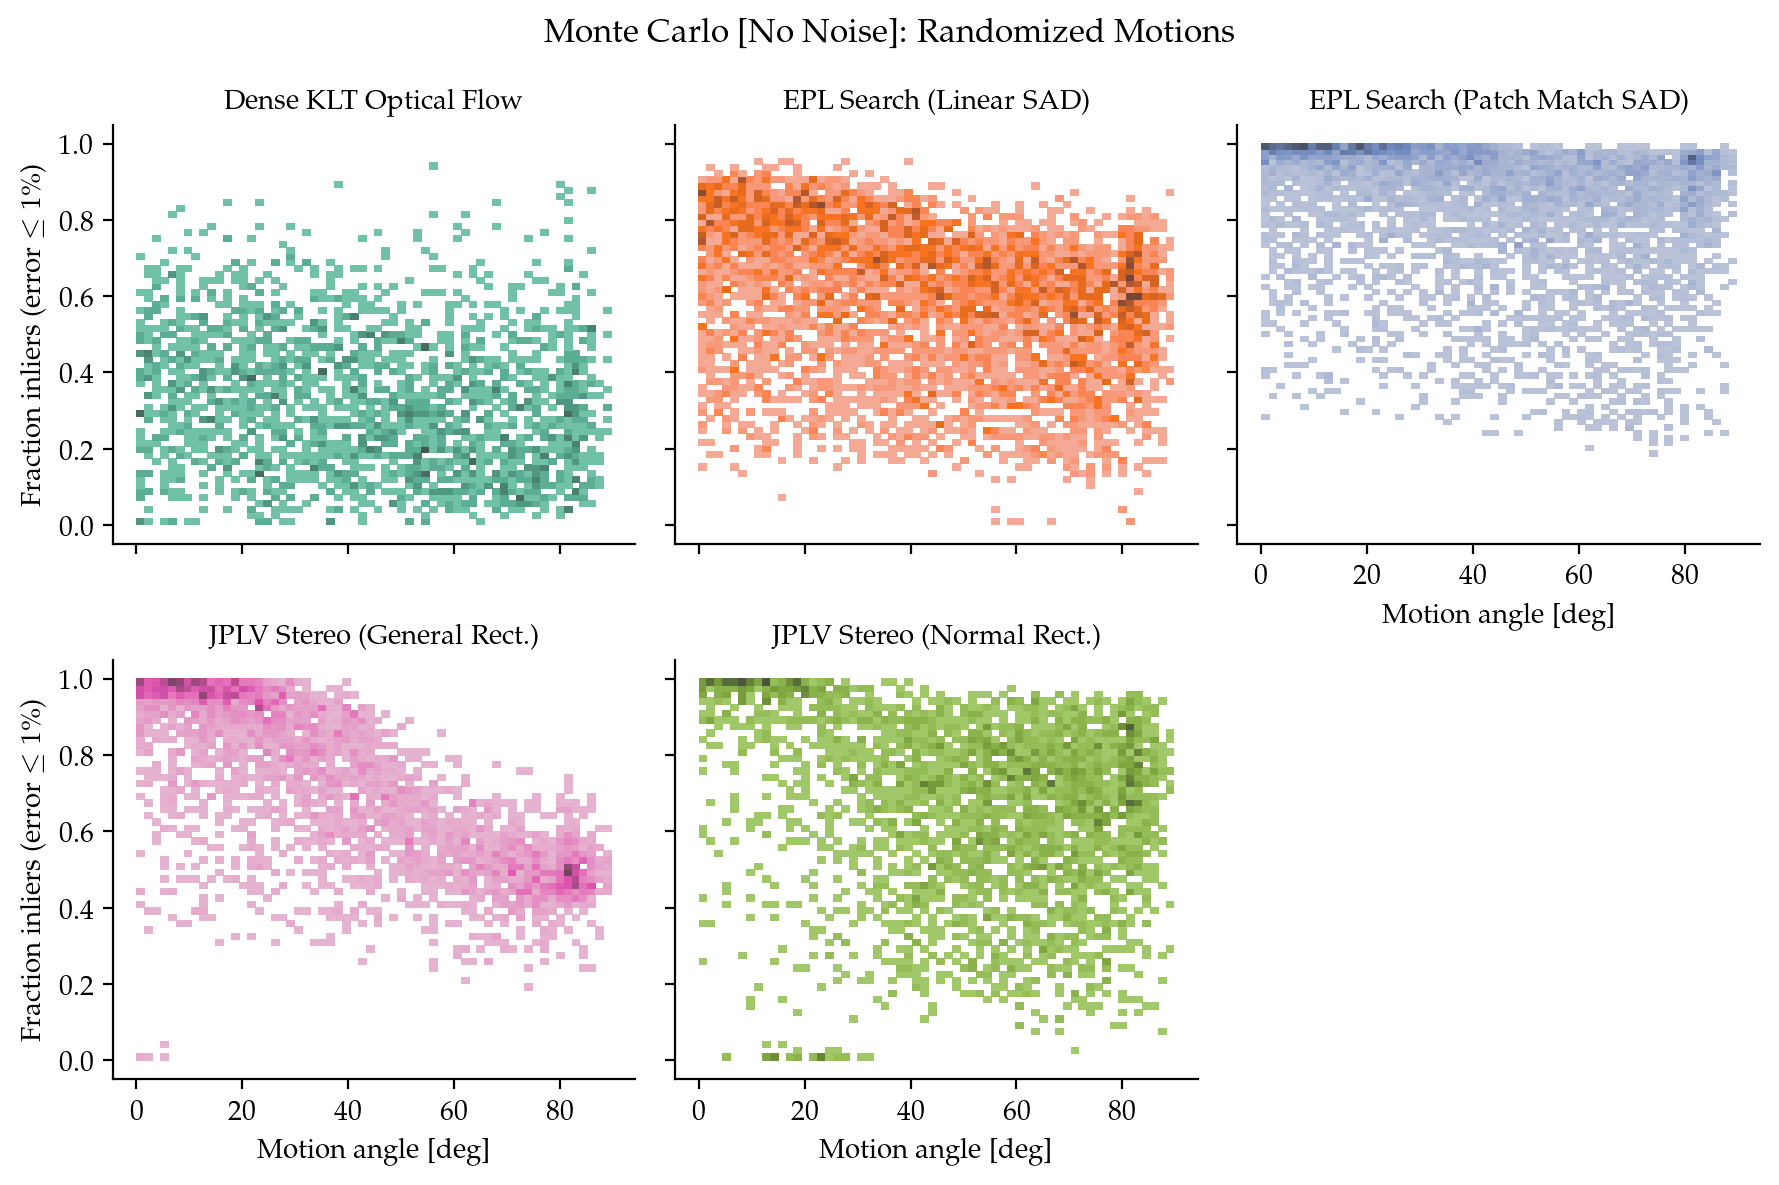 Monte Carlo [No Noise]: Randomized Motions
Dense KLT Optical Flow
EPL Search (Linear SAD)
EPL Search (Patch Match SAD)
Fraction inliers (error ≤ 1%)
1.0
0.8
0.6
0.4
0.2
0.0
0 20 40 60 80
Motion angle [deg]
JPLV Stereo (General Rect.)
JPLV Stereo (Normal Rect.)
Fraction inliers (error ≤ 1%)
1.0
0.8
0.6
0.4
0.2
0.0
0 20 40 60 80
Motion angle [deg]
0 20 40 60 80
Motion angle [deg]